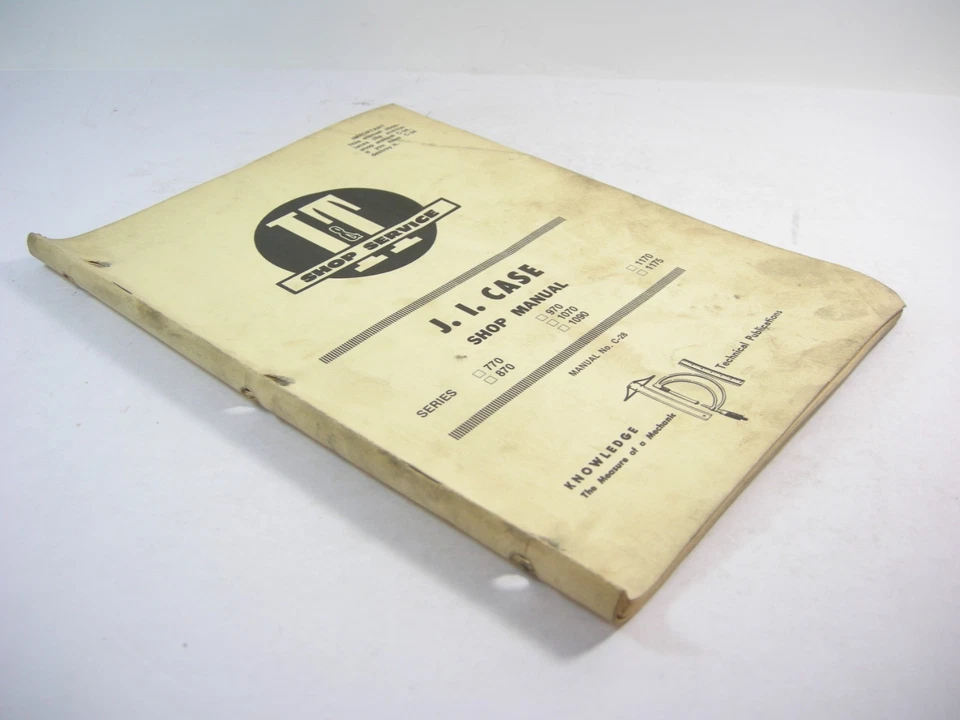 IMPORTANT
I&T
SHOP SERVICE
J. I. CASE
SHOP MANUAL
SERIES
770
870
970
1070
1090
1170
1175
MANUAL No. C-28
Technical Publications
KNOWLEDGE
The Measure of a Mechanic